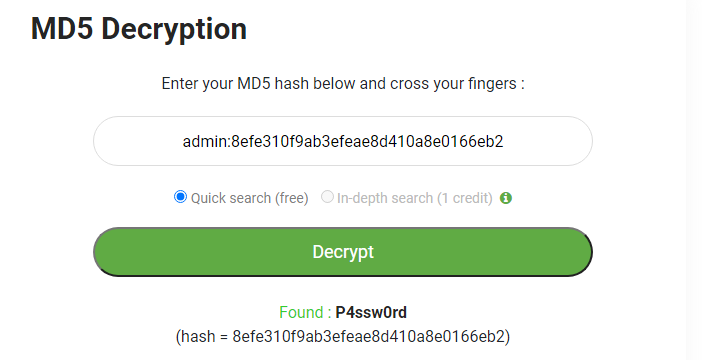 MD5 Decryption
Enter your MD5 hash below and cross your fingers :
admin:8efe310f9ab3efeae8d410a8e0166eb2
Quick search (free) In-depth search (1 credit)
Decrypt
Found : P4ssw0rd
(hash = 8efe310f9ab3efeae8d410a8e0166eb2)